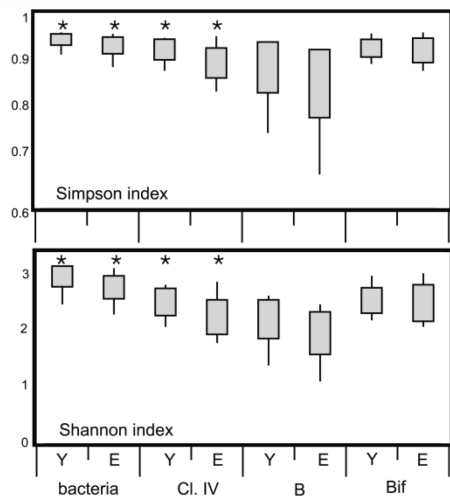 1
* * * *
0.9
0.8
0.7
0.6
Simpson index
* * * *
3
2
1
0
Shannon index
Y E Y E Y E Y E
bacteria Cl. IV B Bif